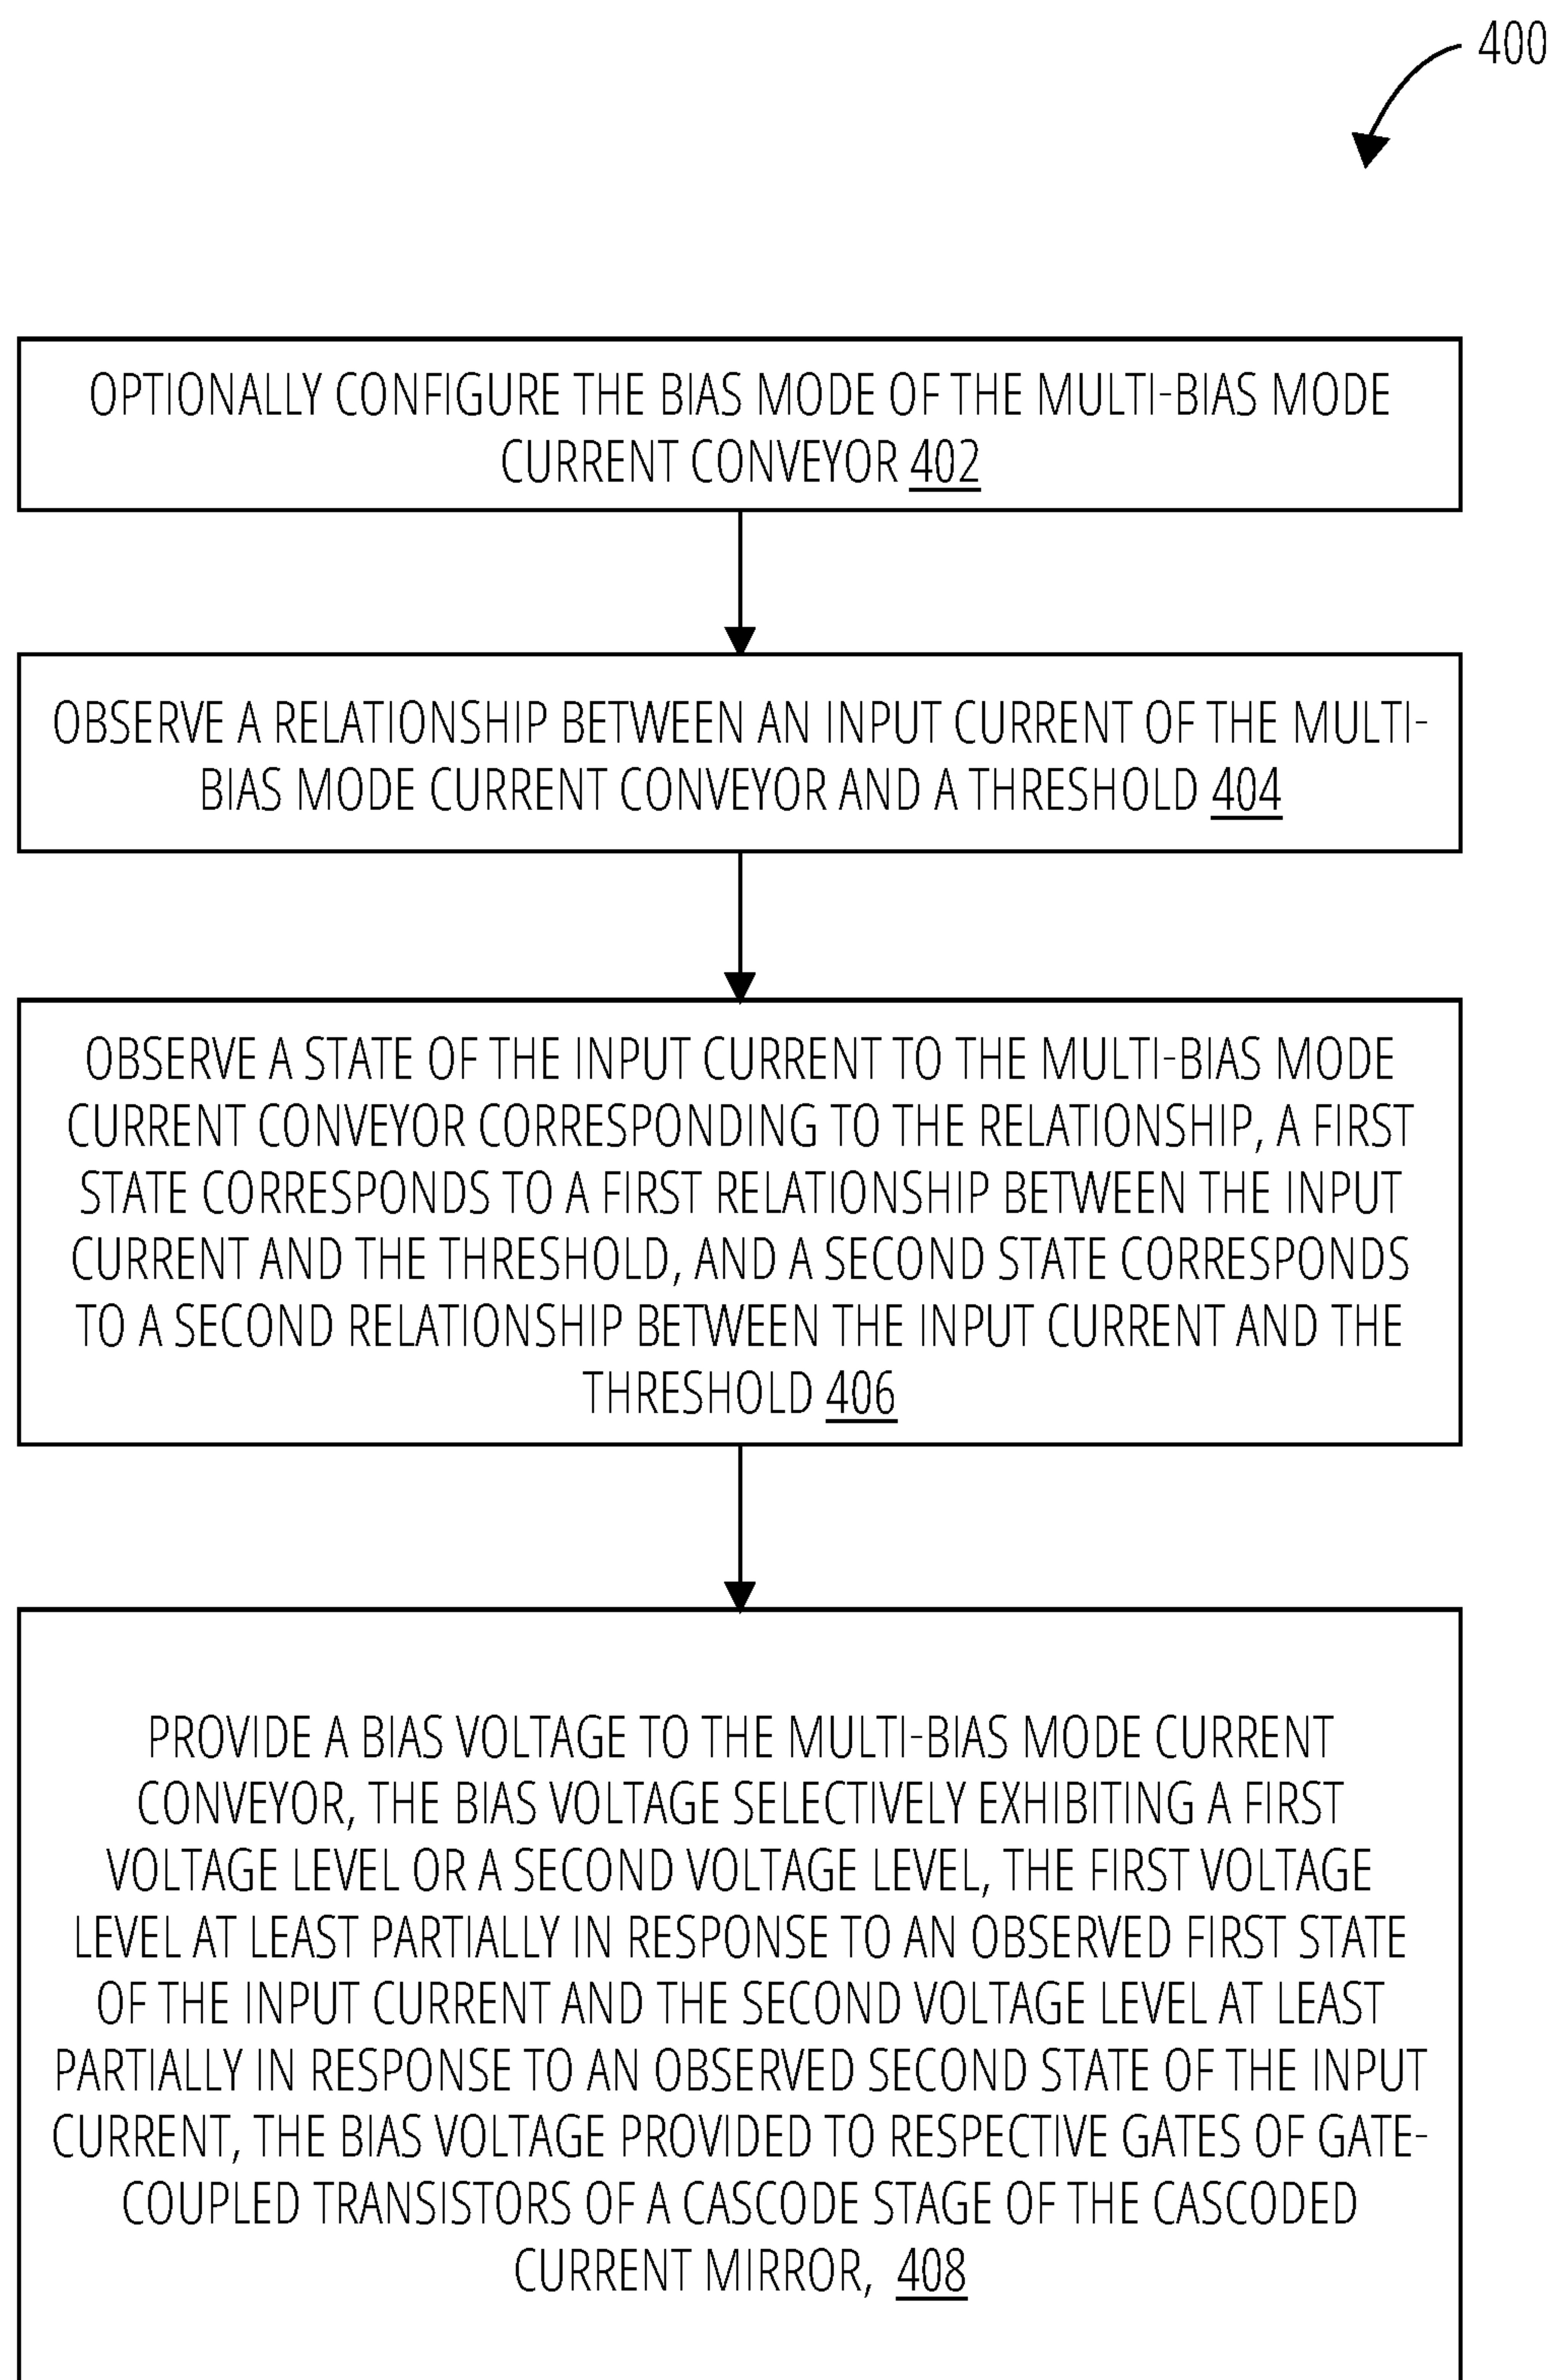 400
OPTIONALLY CONFIGURE THE BIAS MODE OF THE MULTI-BIAS MODE
CURRENT CONVEYOR 402
OBSERVE A RELATIONSHIP BETWEEN AN INPUT CURRENT OF THE MULTI-
BIAS MODE CURRENT CONVEYOR AND A THRESHOLD 404
OBSERVE A STATE OF THE INPUT CURRENT TO THE MULTI-BIAS MODE
CURRENT CONVEYOR CORRESPONDING TO THE RELATIONSHIP, A FIRST
STATE CORRESPONDS TO A FIRST RELATIONSHIP BETWEEN THE INPUT
CURRENT AND THE THRESHOLD, AND A SECOND STATE CORRESPONDS
TO A SECOND RELATIONSHIP BETWEEN THE INPUT CURRENT AND THE
THRESHOLD 406
PROVIDE A BIAS VOLTAGE TO THE MULTI-BIAS MODE CURRENT
CONVEYOR, THE BIAS VOLTAGE SELECTIVELY EXHIBITING A FIRST
VOLTAGE LEVEL OR A SECOND VOLTAGE LEVEL, THE FIRST VOLTAGE
LEVEL AT LEAST PARTIALLY IN RESPONSE TO AN OBSERVED FIRST STATE
OF THE INPUT CURRENT AND THE SECOND VOLTAGE LEVEL AT LEAST
PARTIALLY IN RESPONSE TO AN OBSERVED SECOND STATE OF THE INPUT
CURRENT, THE BIAS VOLTAGE PROVIDED TO RESPECTIVE GATES OF GATE-
COUPLED TRANSISTORS OF A CASCODE STAGE OF THE CASCODED
CURRENT MIRROR, 408